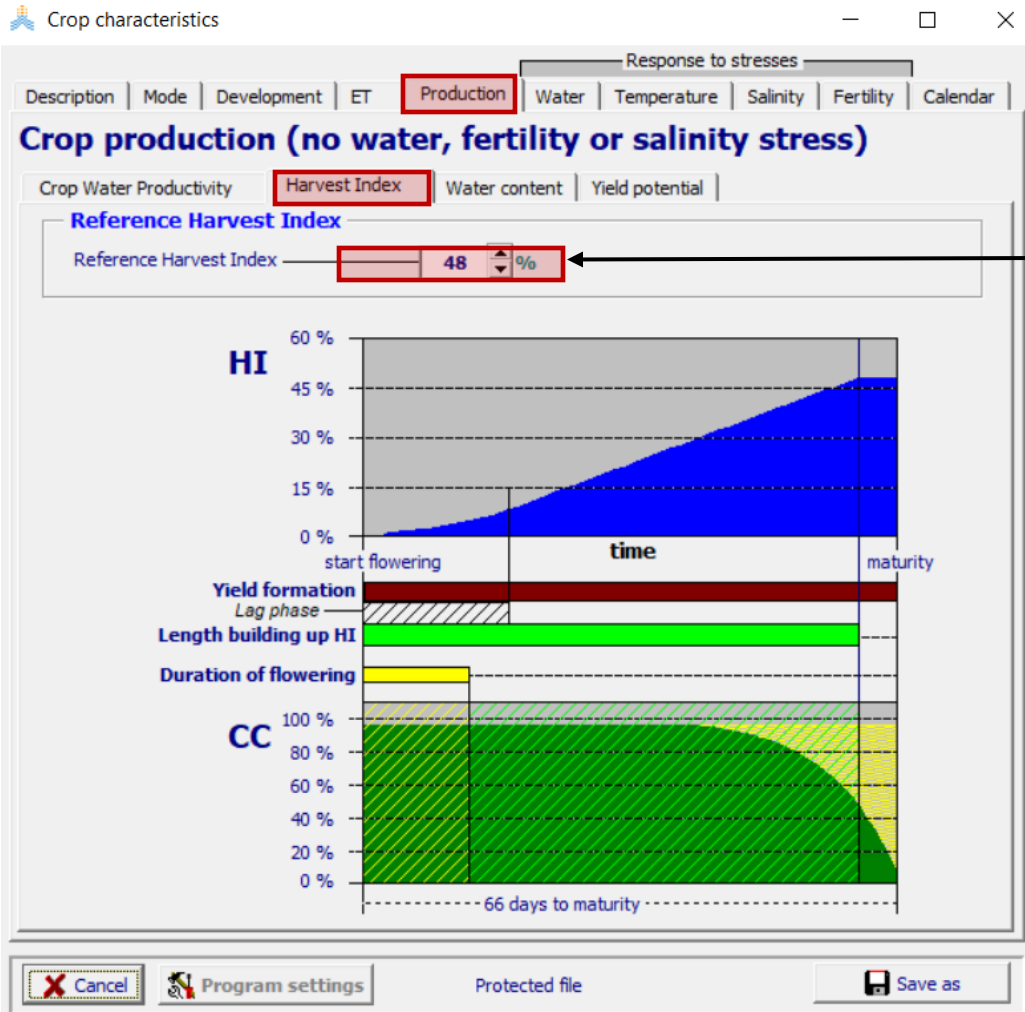 Crop characteristics
Response to stresses
Description Mode Development ET Production Water Temperature Salinity Fertility Calendar
Crop production (no water, fertility or salinity stress)
Crop Water Productivity Harvest Index Water content Yield potential
Reference Harvest Index
Reference Harvest Index 48 %
HI
60 %
45 %
30 %
15 %
0 %
time
start flowering maturity
Yield formation
Lag phase
Length building up HI
Duration of flowering
CC
100 %
80 %
60 %
40 %
20 %
0 %
66 days to maturity
Cancel Program settings Protected file Save as